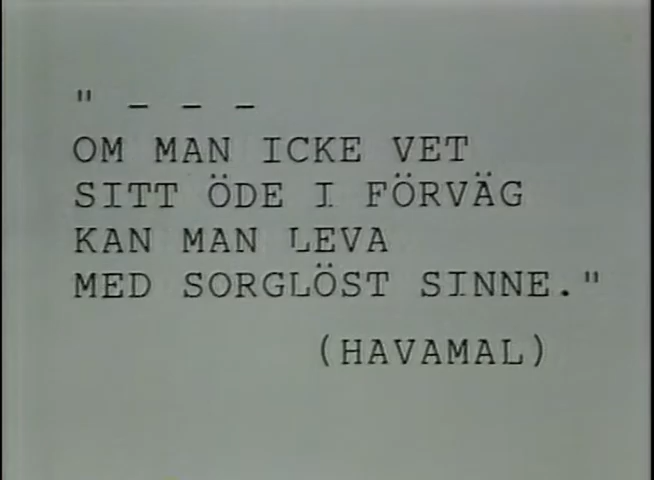 " _ _ _
OM MAN ICKE VET
SITT ÖDE I FÖRVÄG
KAN MAN LEVA
MED SORGLÖST SINNE."
(HAVAMAL)